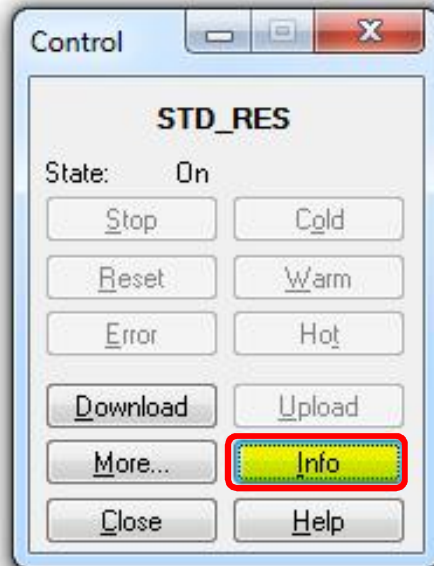 Control
STD_RES
State: On
Stop Cold
Reset Warm
Error Hot
Download Upload
More... Info
Close Help